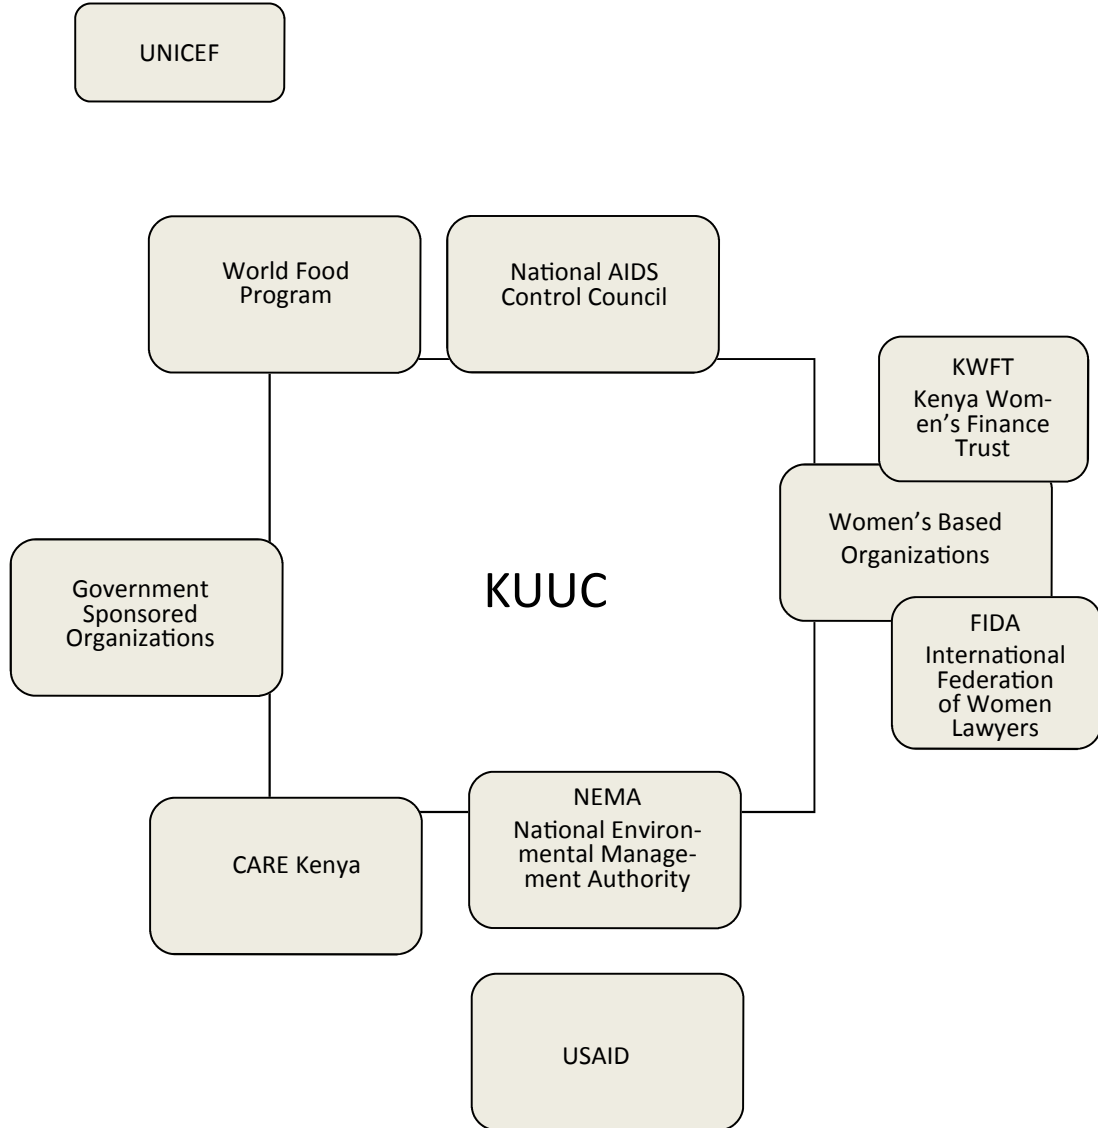 UNICEF
World Food
Program
National AIDS
Control Council
KWFT
Kenya Wom-
en’s Finance
Trust
Women’s Based
Organizations
Government
Sponsored
Organizations
KUUC
FIDA
International
Federation
of Women
Lawyers
CARE Kenya
NEMA
National Environ-
mental Manage-
ment Authority
USAID